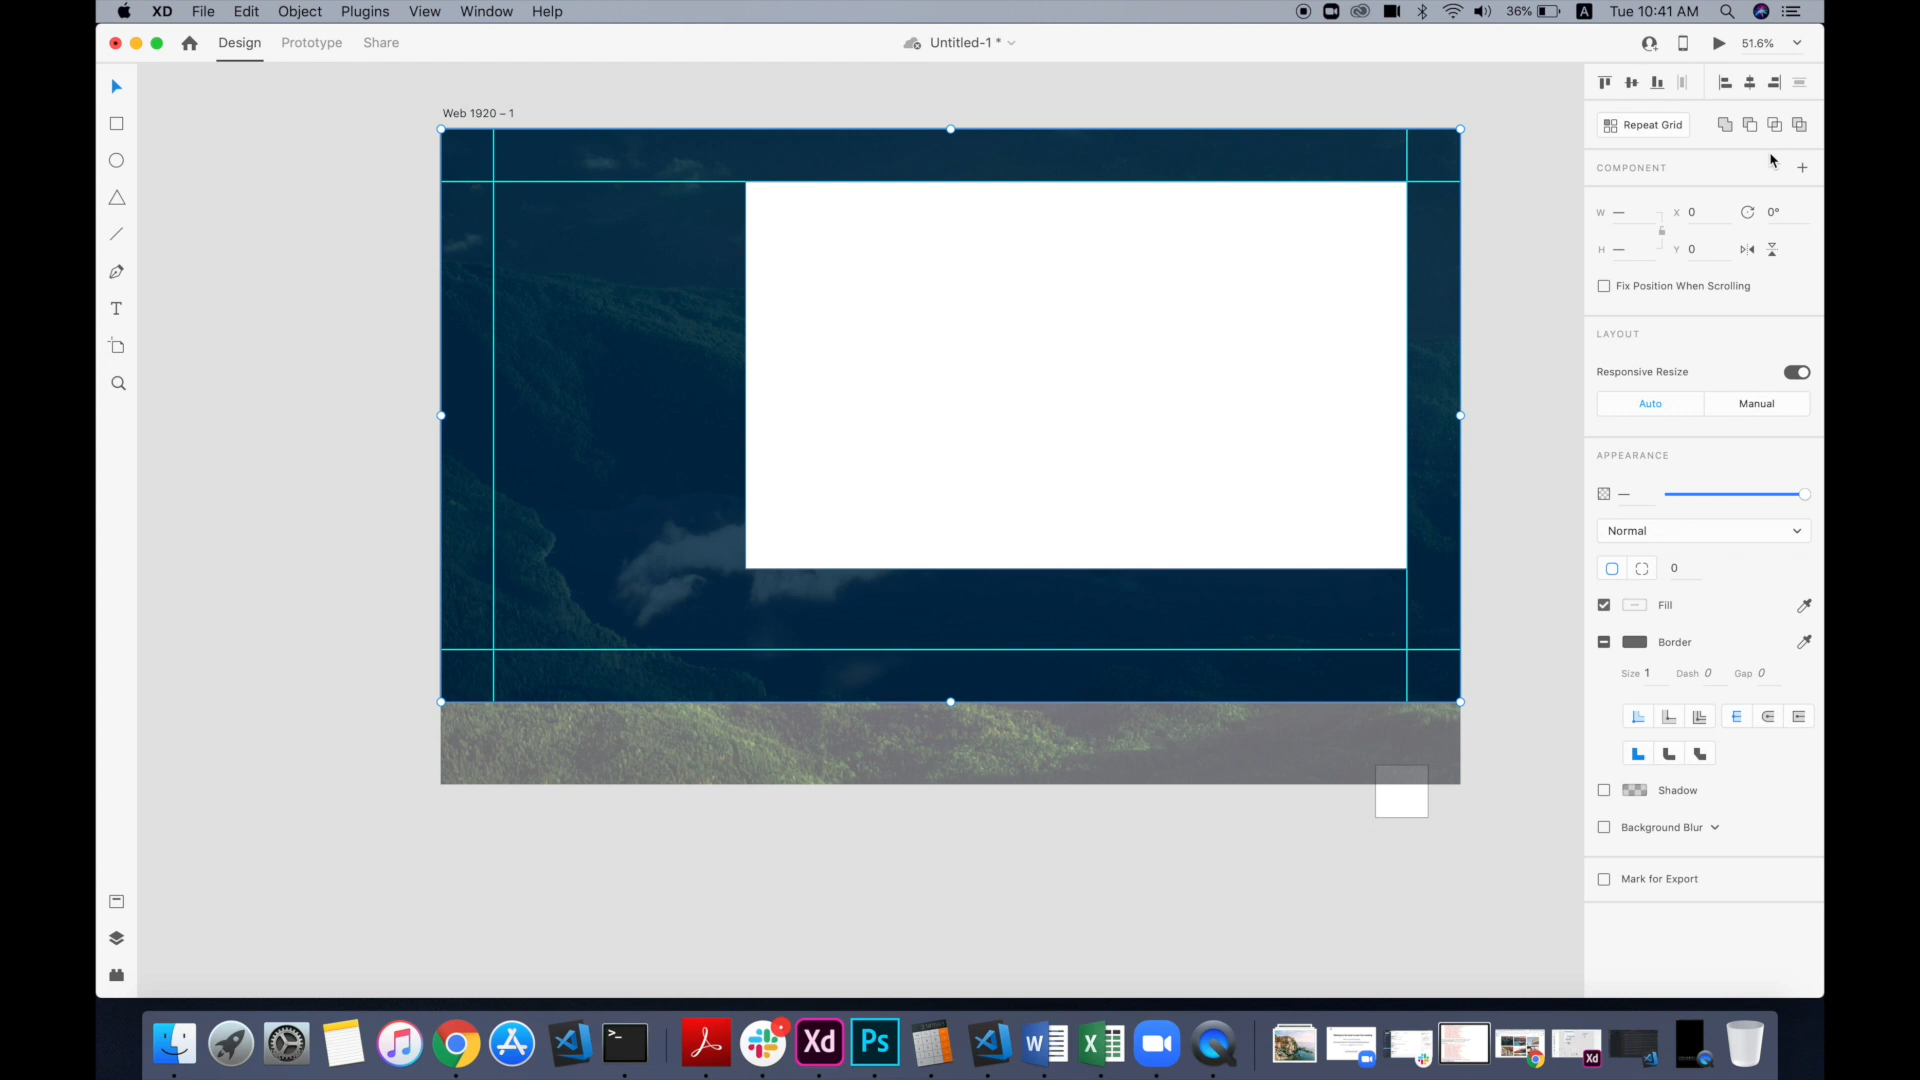 XD File Edit Object Plugins View Window Help 36% A Tue 10:41 AM
Design Prototype Share Untitled-1 * 51.6%
Web 1920 – 1
Repeat Grid
COMPONENT
W — X 0 0°
H — Y 0
Fix Position When Scrolling
LAYOUT
Responsive Resize
Auto Manual
APPEARANCE
—
Normal
0
Fill
Border
Size 1 Dash 0 Gap 0
Shadow
Background Blur
Mark for Export
T
>_ Xd Ps W X Xd